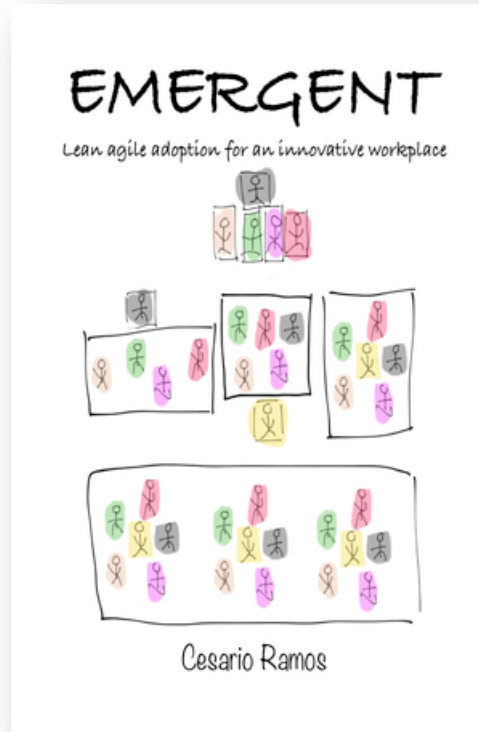 EMERGENT
Lean agile adoption for an innovative workplace
Cesario Ramos